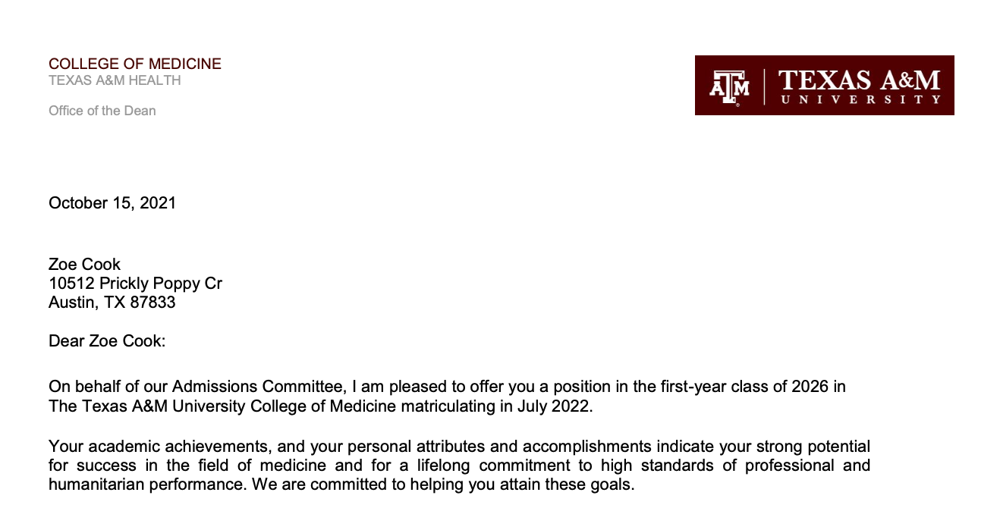 COLLEGE OF MEDICINE
TEXAS A&M HEALTH
Office of the Dean
ATM | TEXAS A&M
UNIVERSITY
October 15, 2021
Zoe Cook
10512 Prickly Poppy Cr
Austin, TX 87833
Dear Zoe Cook:
On behalf of our Admissions Committee, I am pleased to offer you a position in the first-year class of 2026 in
The Texas A&M University College of Medicine matriculating in July 2022.
Your academic achievements, and your personal attributes and accomplishments indicate your strong potential
for success in the field of medicine and for a lifelong commitment to high standards of professional and
humanitarian performance. We are committed to helping you attain these goals.